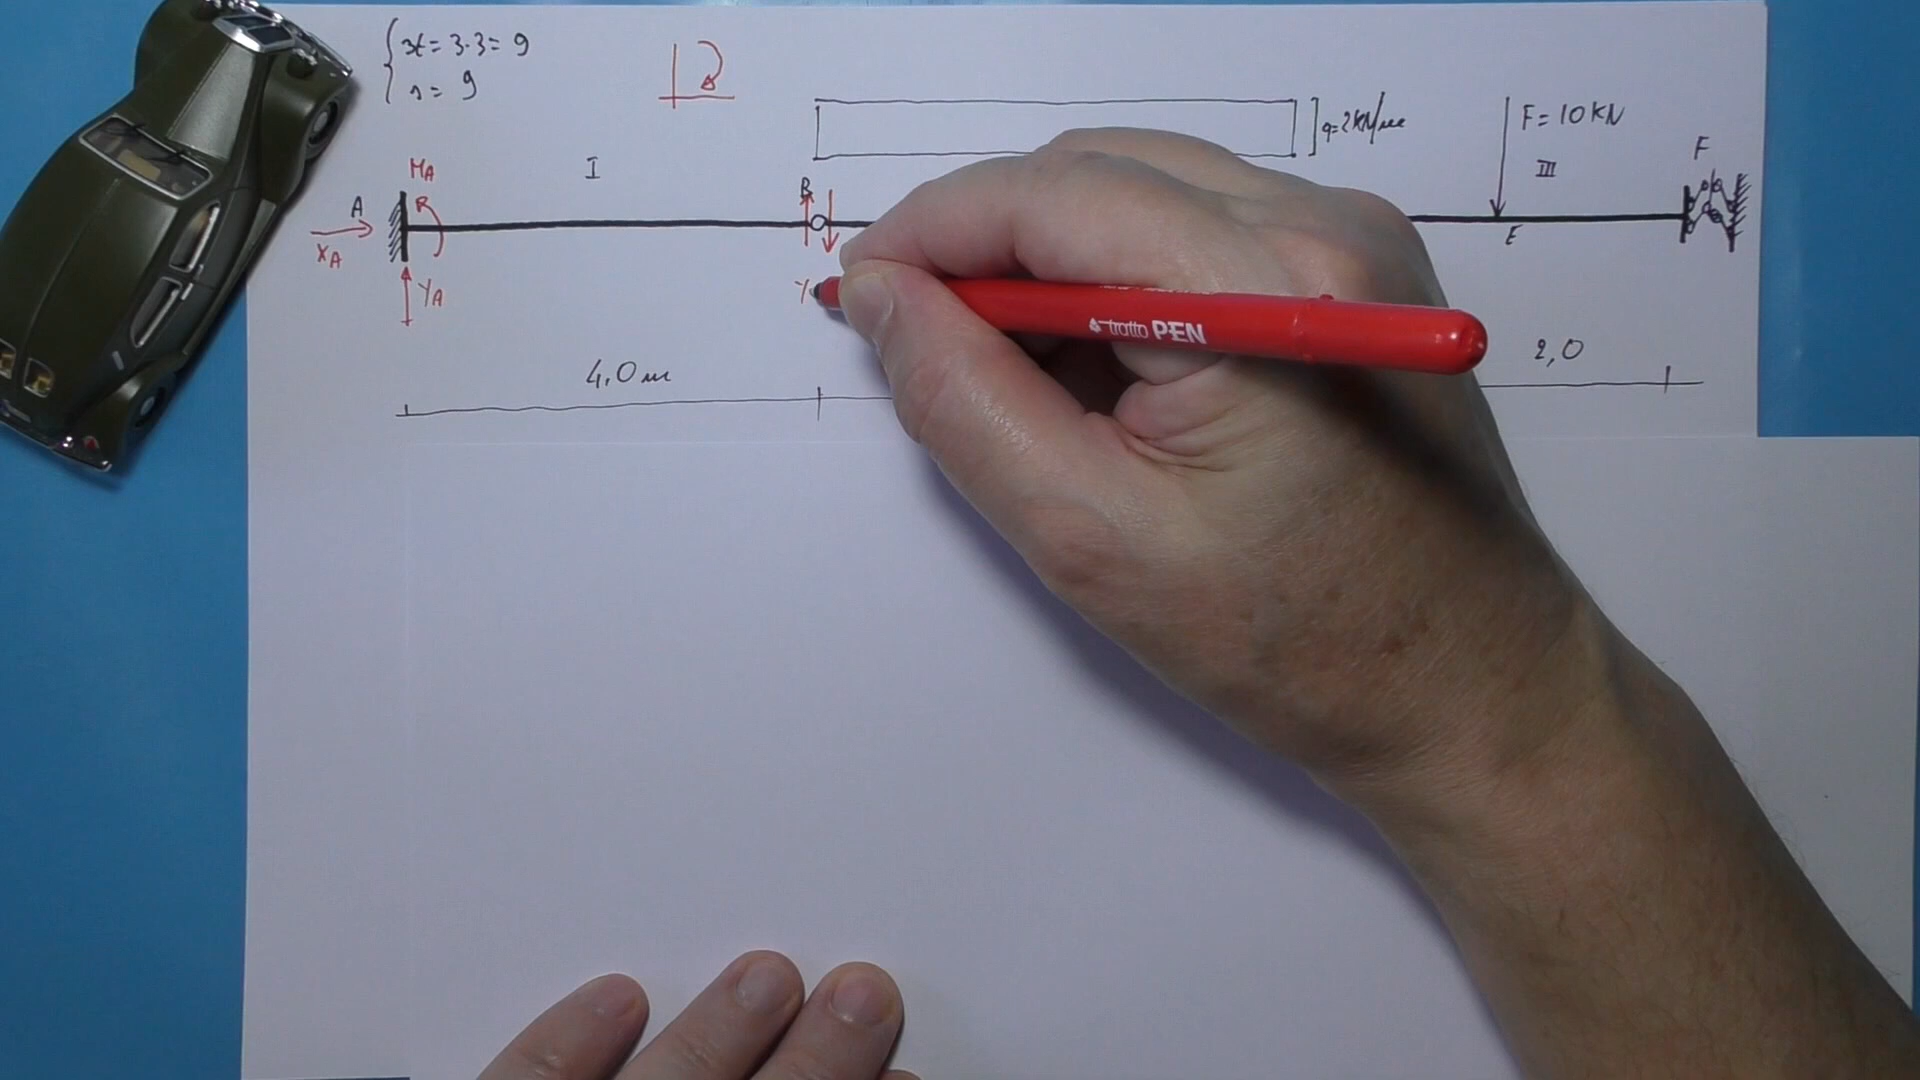 3t = 3·3 = 9
s = 9
q=2KN/m
F= 10 KN
III
F
I
MA
A
B
XA
YA
E
Y
tratto PEN
4,0 m
2,0